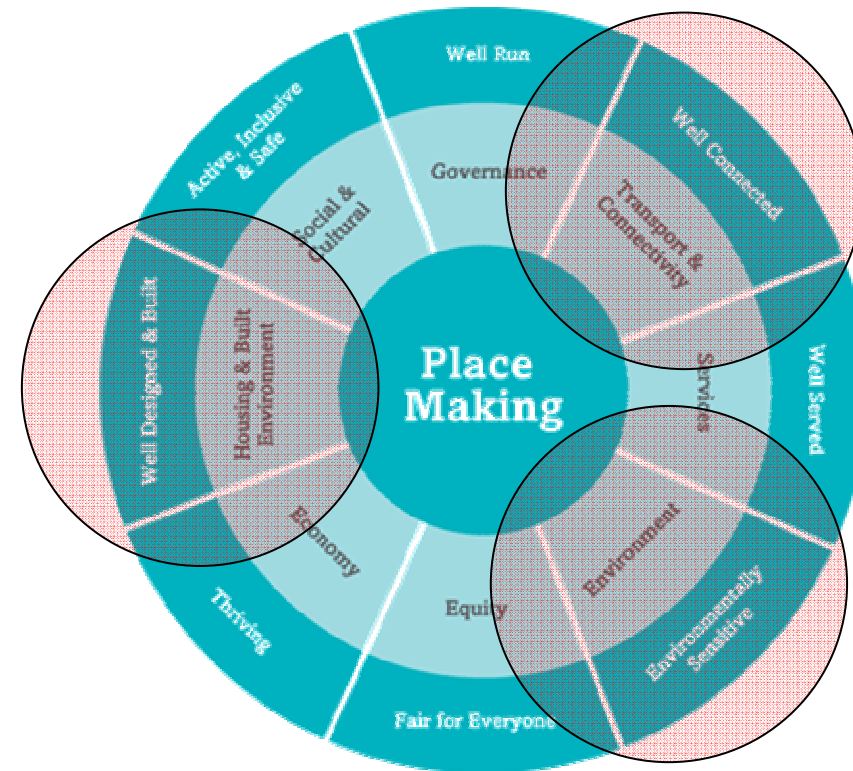 Well Run
Well Connected
Well Served
Environmentally
Sensitive
Fair for Everyone
Thriving
Well Designed & Built
Active, Inclusive
& Safe
Governance
Transport &
Connectivity
Services
Environment
Equity
Economy
Housing & Built
Environment
Social &
Cultural
Place
Making